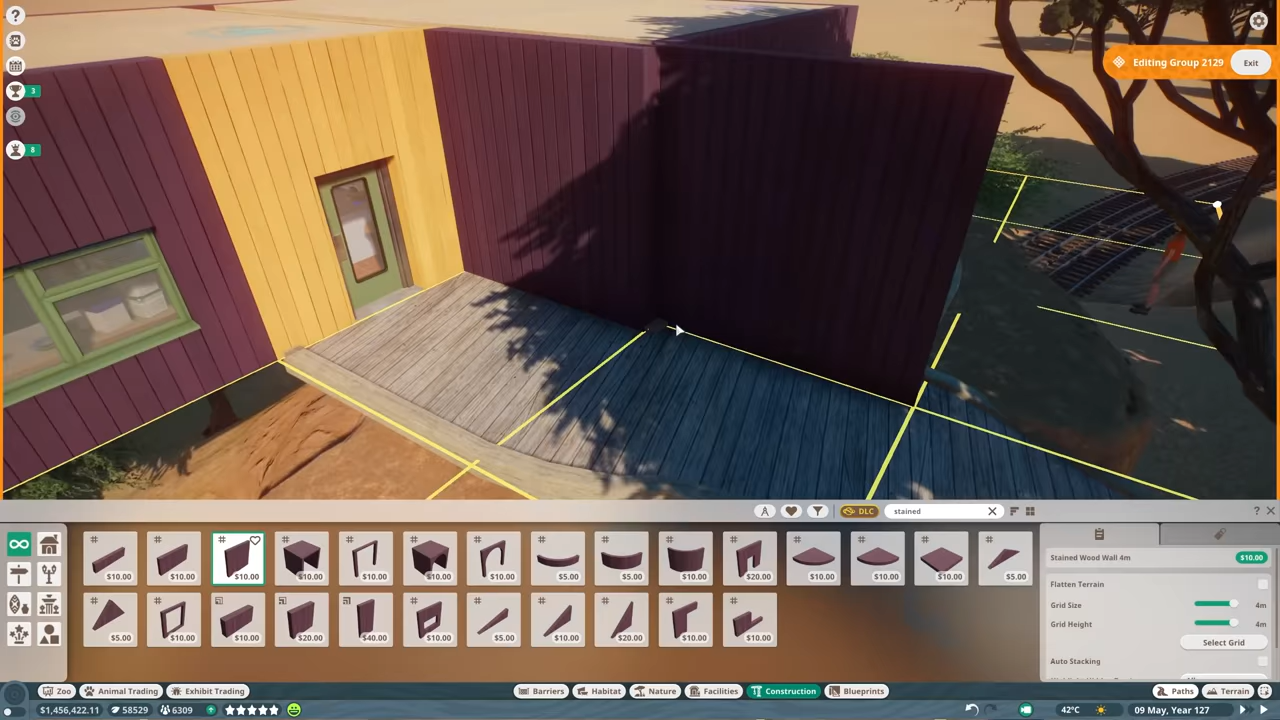 ?
3
8
Editing Group 2129
Exit
DLC
stained
?
$10.00 $10.00 $10.00 $10.00 $10.00 $10.00 $10.00 $5.00 $5.00 $10.00 $20.00 $10.00 $10.00 $10.00 $5.00
$5.00 $10.00 $10.00 $20.00 $40.00 $10.00 $5.00 $10.00 $20.00 $10.00 $10.00
Stained Wood Wall 4m
$10.00
Flatten Terrain
Grid Size
4m
Grid Height
4m
Select Grid
Auto Stacking
Zoo
Animal Trading
Exhibit Trading
Barriers
Habitat
Nature
Facilities
Construction
Blueprints
Paths
Terrain
$1,456,422.11
58529
6309
42°C
09 May, Year 127